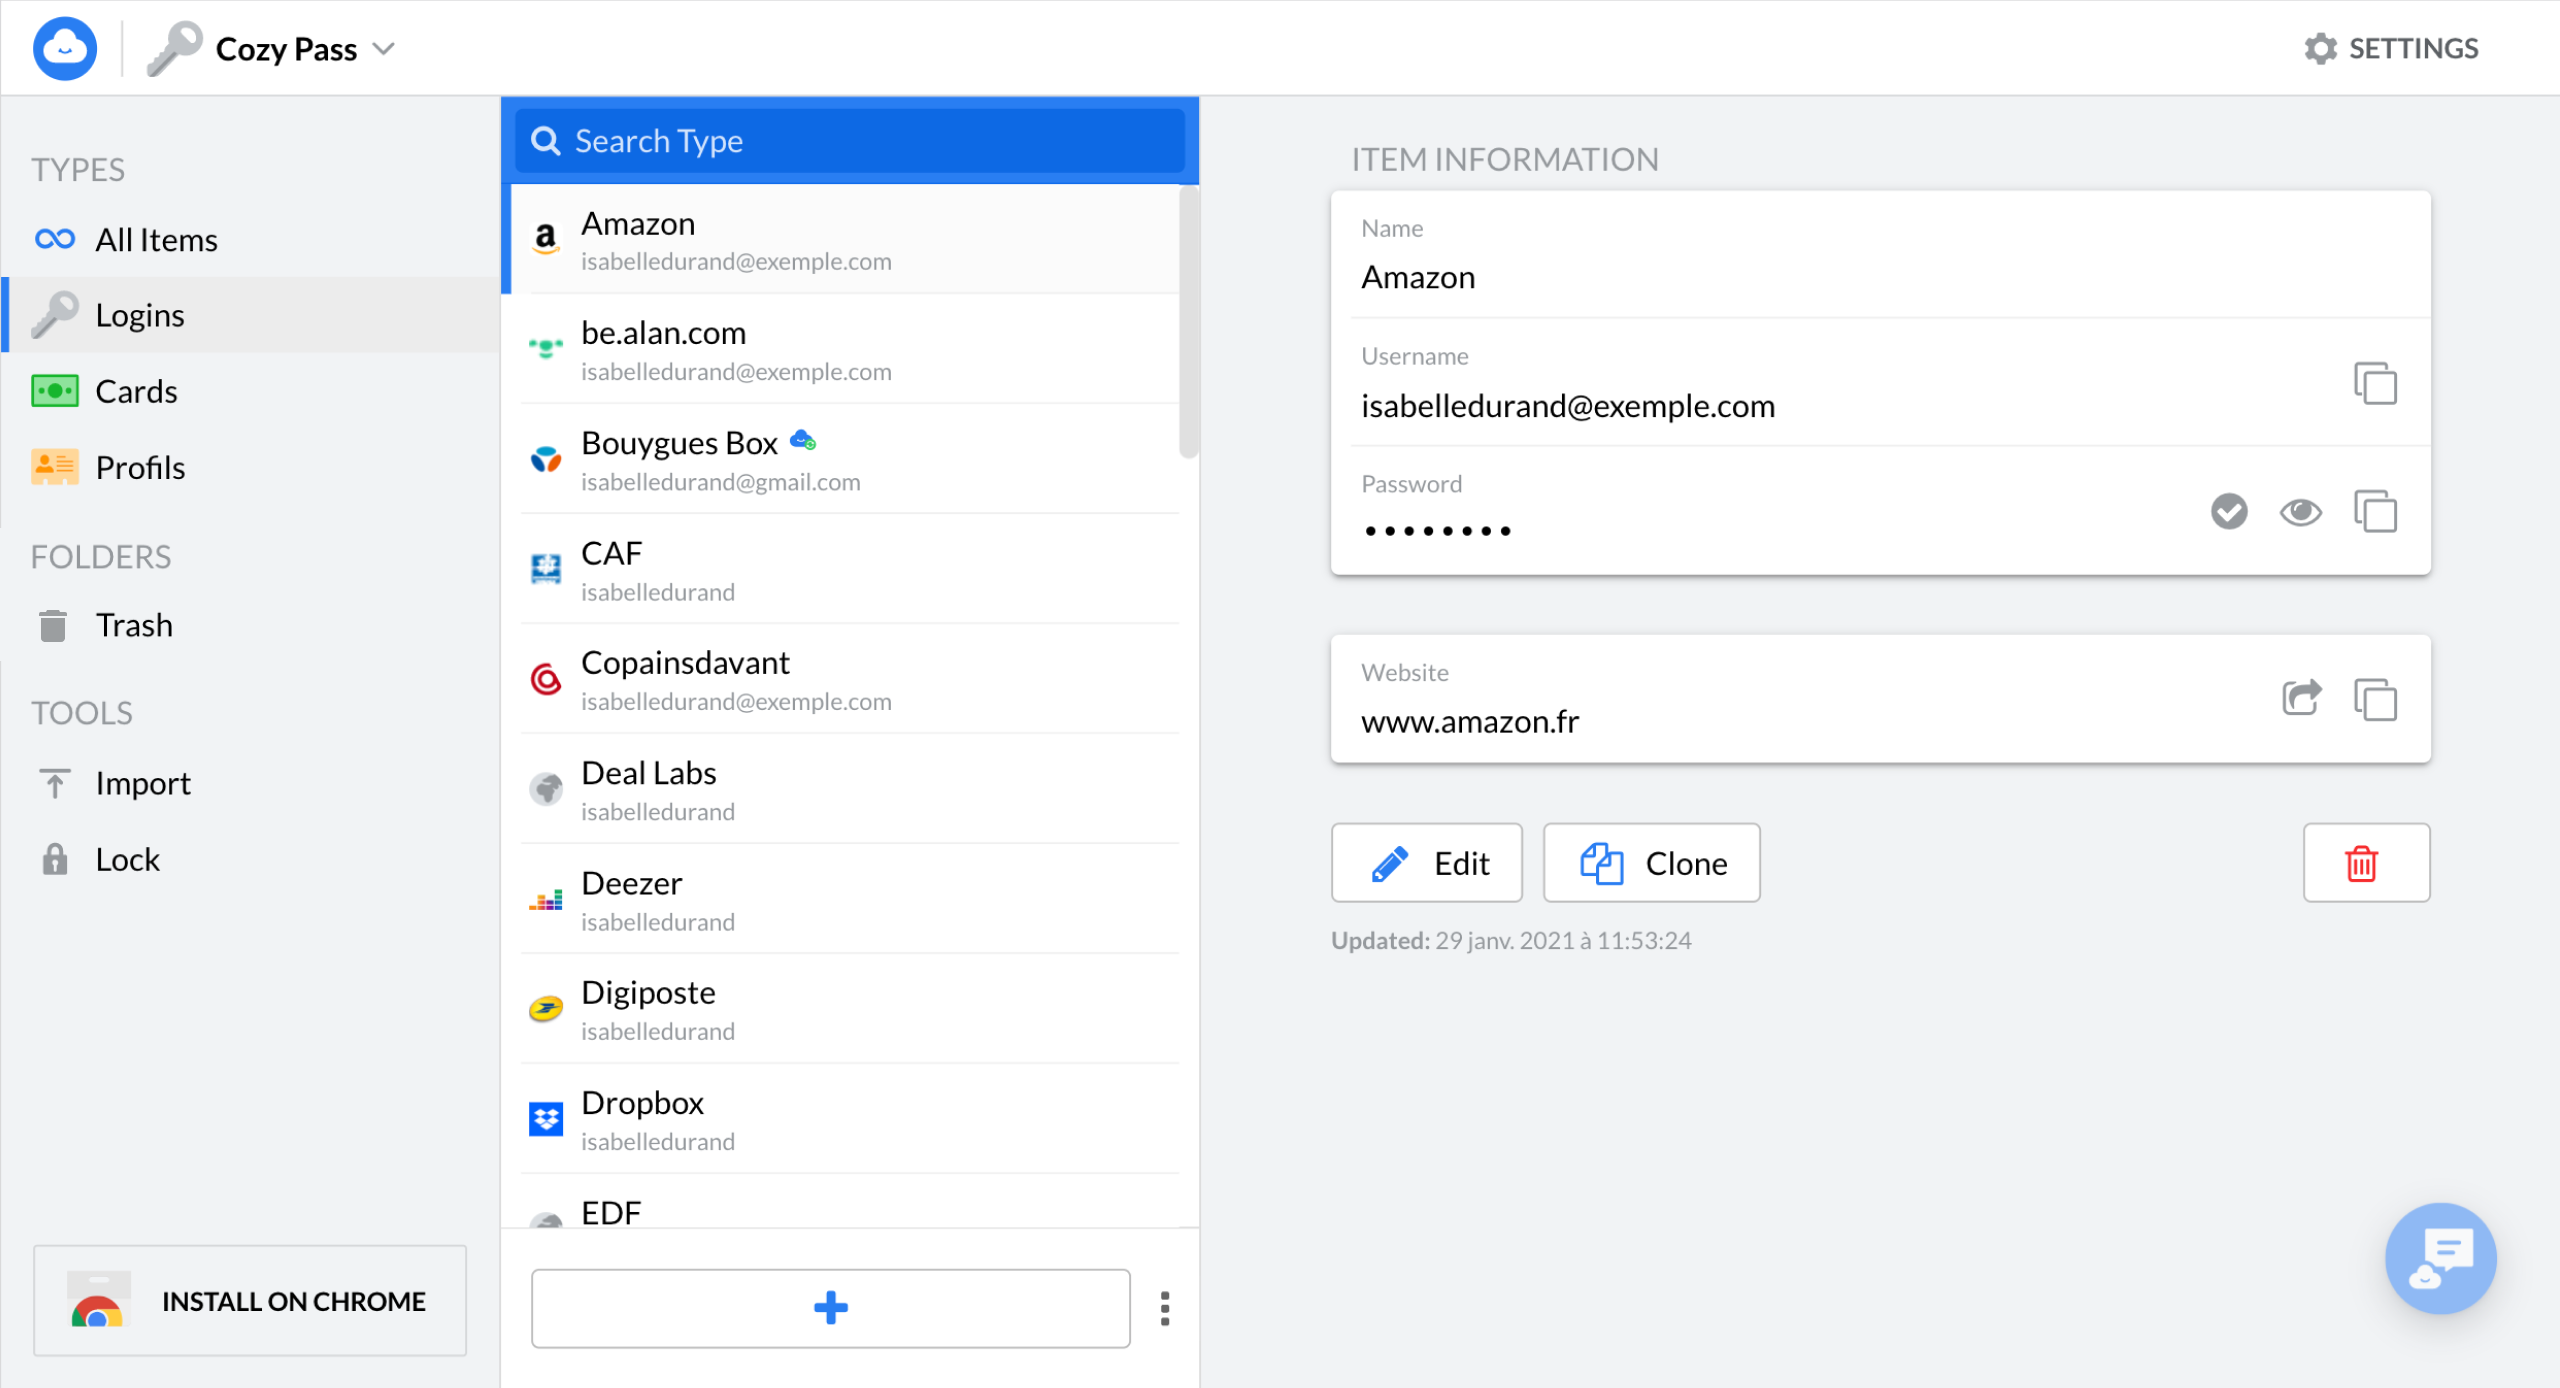 Cozy Pass
SETTINGS
TYPES
All Items
Logins
Cards
Profils
FOLDERS
Trash
TOOLS
Import
Lock
INSTALL ON CHROME
Search Type
Amazon
isabelledurand@exemple.com
be.alan.com
isabelledurand@exemple.com
Bouygues Box
isabelledurand@gmail.com
CAF
isabelledurand
Copainsdavant
isabelledurand@exemple.com
Deal Labs
isabelledurand
Deezer
isabelledurand
Digiposte
isabelledurand
Dropbox
isabelledurand
EDF
ITEM INFORMATION
Name
Amazon
Username
isabelledurand@exemple.com
Password
••••••••
Website
www.amazon.fr
Edit
Clone
Updated: 29 janv. 2021 à 11:53:24